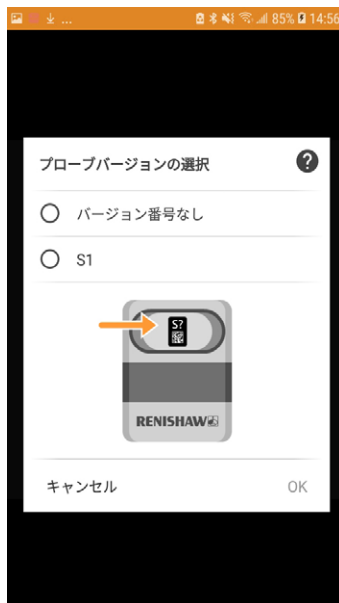 ... 85% 14:56
プローブバージョンの選択 ?
バージョン番号なし
S1
S?
RENISHAW
キャンセル OK